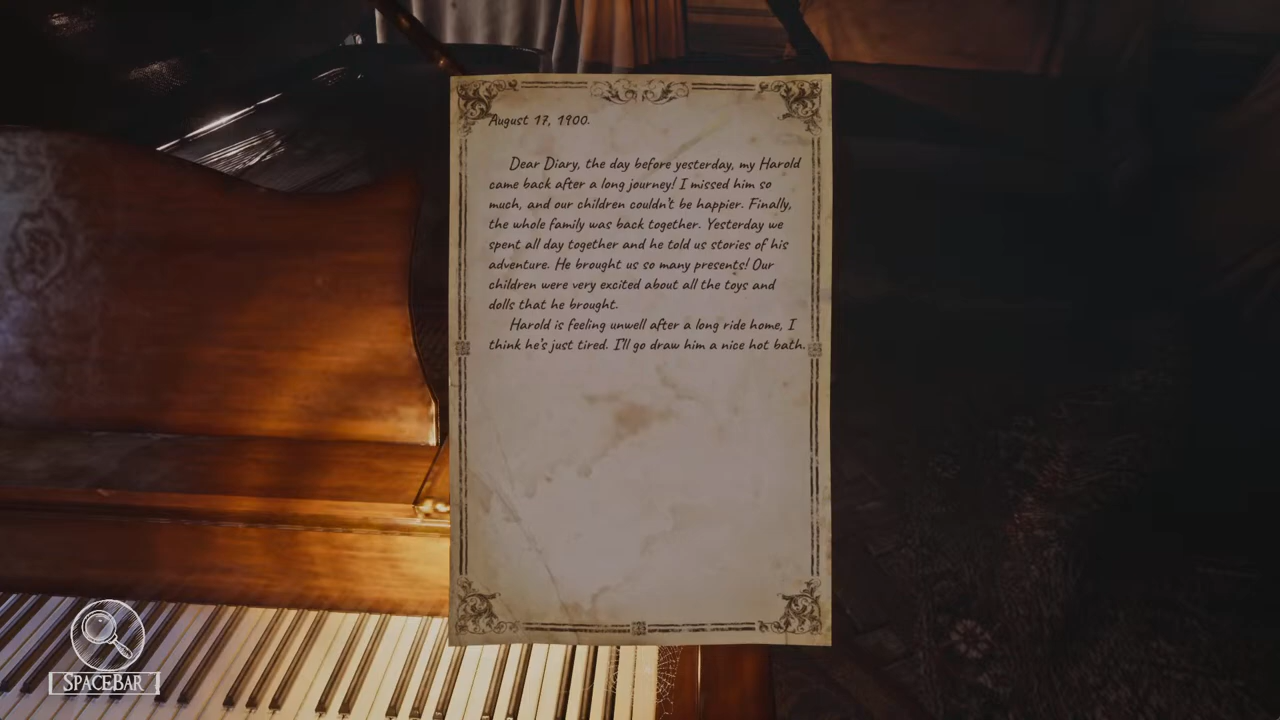 August 17, 1900.
Dear Diary, the day before yesterday, my Harold
came back after a long journey! I missed him so
much, and our children couldn't be happier. Finally,
the whole family was back together. Yesterday we
spent all day together and he told us stories of his
adventure. He brought us so many presents! Our
children were very excited about all the toys and
dolls that he brought.
Harold is feeling unwell after a long ride home, I
think he's just tired. I'll go draw him a nice hot bath.
SPACEBAR